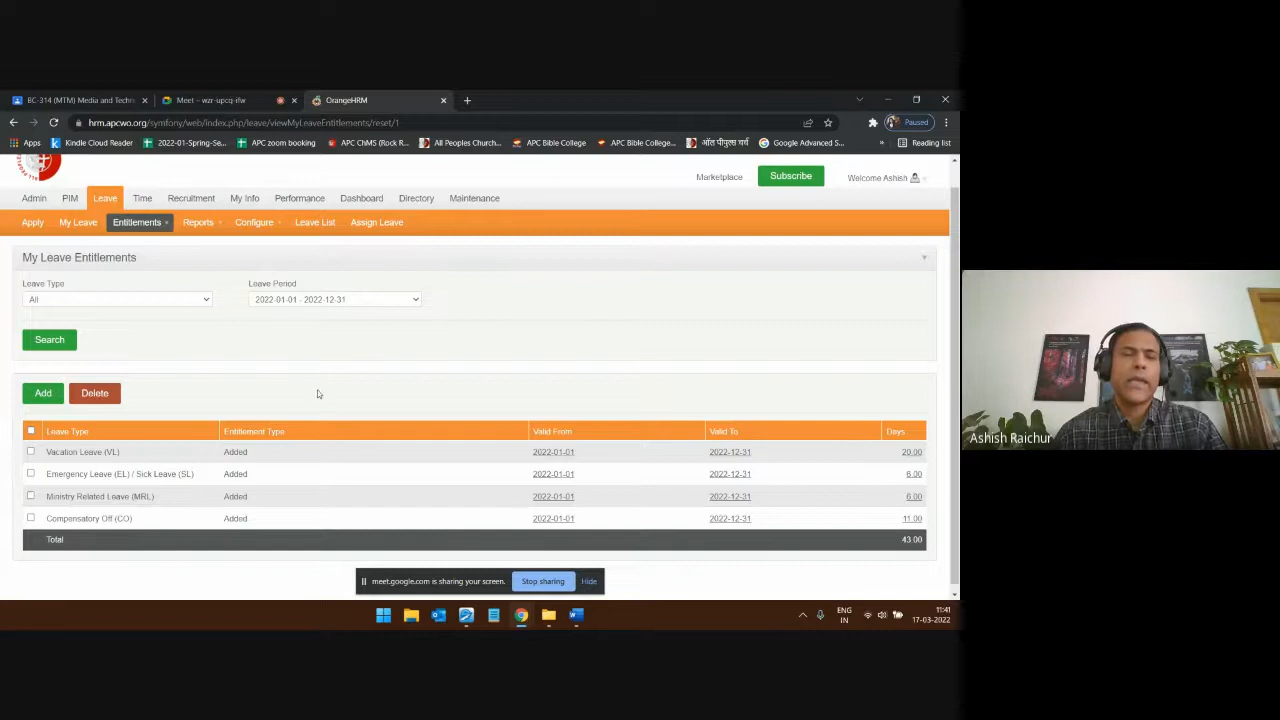 BC-314 (MTM) Media and Techn
Meet – wzr-upcq-ifw
OrangeHRM
hrm.apcwo.org/symfony/web/index.php/leave/viewMyLeaveEntitlements/reset/1
Paused
Apps
Kindle Cloud Reader
2022-01-Spring-Se...
APC zoom booking
APC ChMS (Rock R...
All Peoples Church...
APC Bible College
APC Bible College...
ऑल पीपुल्स चर्च
Google Advanced S...
»
Reading list
Marketplace
Subscribe
Welcome Ashish
Admin
PIM
Leave
Time
Recruitment
My Info
Performance
Dashboard
Directory
Maintenance
Apply
My Leave
Entitlements
Reports
Configure
Leave List
Assign Leave
My Leave Entitlements
Leave Type
Leave Period
All
2022-01-01 - 2022-12-31
Search
Add
Delete
Leave Type
Entitlement Type
Valid From
Valid To
Days
Vacation Leave (VL)
Added
2022-01-01
2022-12-31
20.00
Emergency Leave (EL) / Sick Leave (SL)
Added
2022-01-01
2022-12-31
6.00
Ministry Related Leave (MRL)
Added
2022-01-01
2022-12-31
6.00
Compensatory Off (CO)
Added
2022-01-01
2022-12-31
11.00
Total
43.00
meet.google.com is sharing your screen.
Stop sharing
Hide
ENG
IN
11:41
17-03-2022
Ashish Raichur